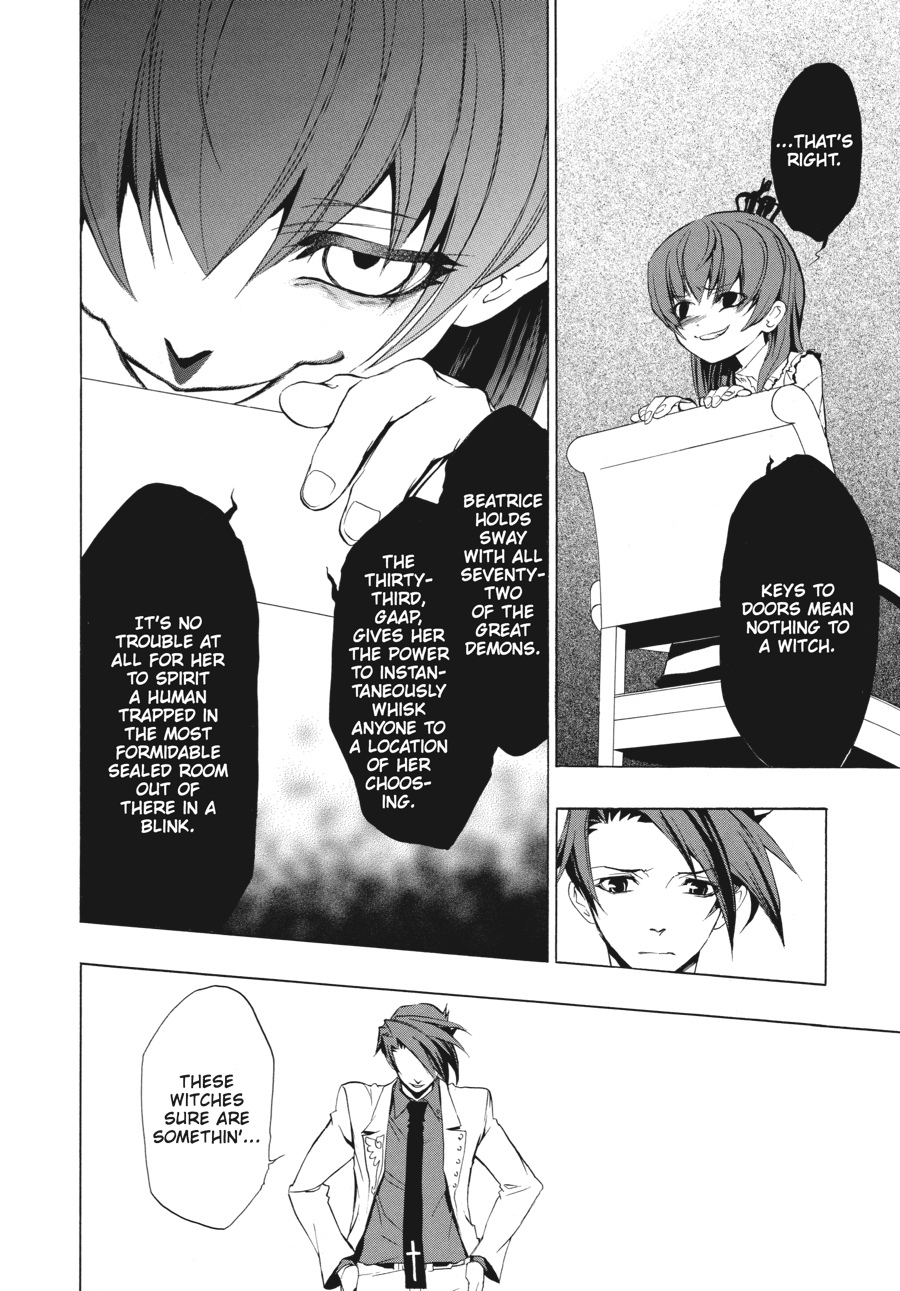 ...THAT'S
RIGHT.
KEYS TO
DOORS MEAN
NOTHING TO
A WITCH.
BEATRICE
HOLDS
SWAY
WITH ALL
SEVENTY-
TWO
OF THE
GREAT
DEMONS.
THE
THIRTY-
THIRD,
GAAP,
GIVES HER
THE POWER
TO INSTAN-
TANEOUSLY
WHISK
ANYONE TO
A LOCATION
OF HER
CHOOS-
ING.
IT'S NO
TROUBLE AT
ALL FOR HER
TO SPIRIT
A HUMAN
TRAPPED IN
THE MOST
FORMIDABLE
SEALED ROOM
OUT OF
THERE IN A
BLINK.
THESE
WITCHES
SURE ARE
SOMETHIN'...